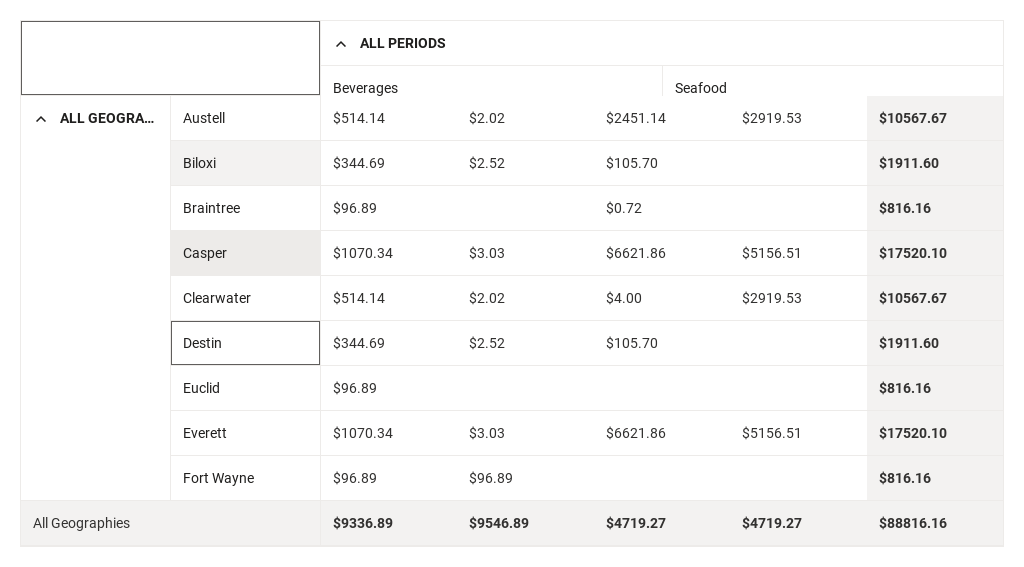 ALL PERIODS
Beverages Seafood
ALL GEOGRA... Austell $514.14 $2.02 $2451.14 $2919.53 $10567.67
Biloxi $344.69 $2.52 $105.70 $1911.60
Braintree $96.89 $0.72 $816.16
Casper $1070.34 $3.03 $6621.86 $5156.51 $17520.10
Clearwater $514.14 $2.02 $4.00 $2919.53 $10567.67
Destin $344.69 $2.52 $105.70 $1911.60
Euclid $96.89 $816.16
Everett $1070.34 $3.03 $6621.86 $5156.51 $17520.10
Fort Wayne $96.89 $96.89 $816.16
All Geographies $9336.89 $9546.89 $4719.27 $4719.27 $88816.16